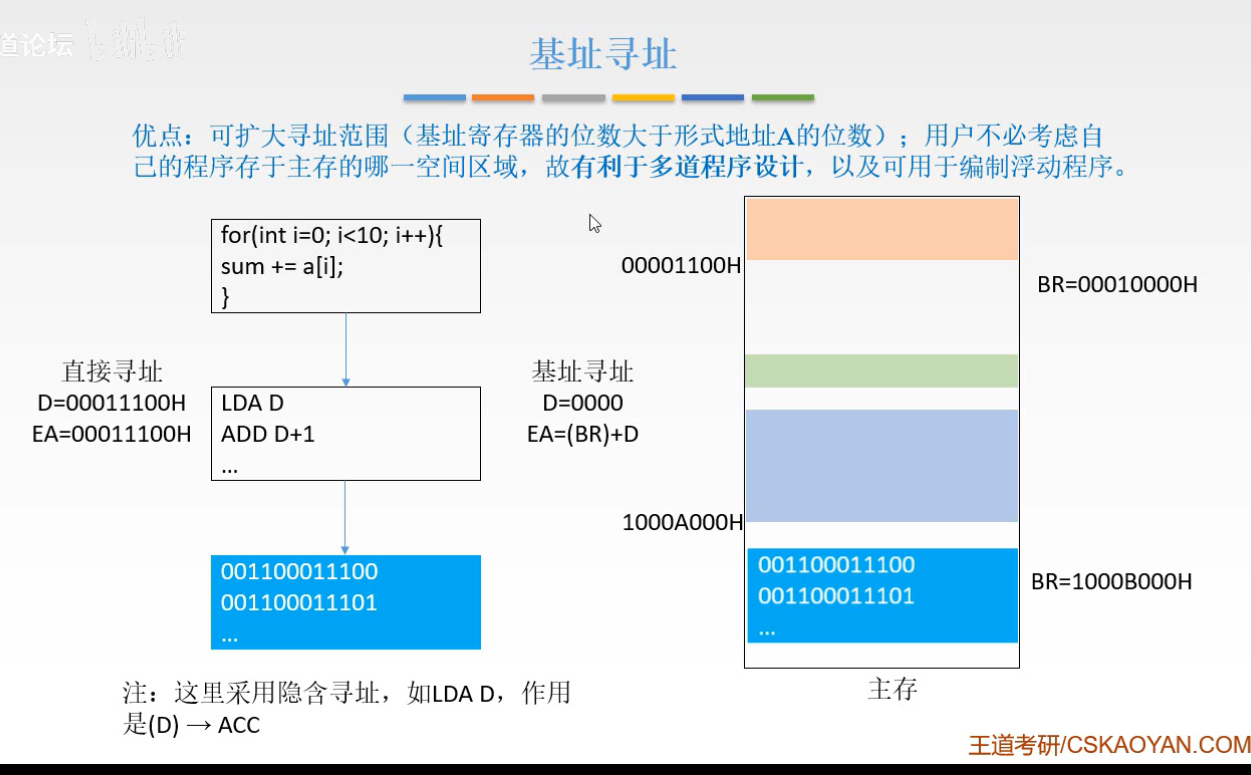 道论坛
基址寻址
优点：可扩大寻址范围（基址寄存器的位数大于形式地址A的位数）；用户不必考虑自
己的程序存于主存的哪一空间区域，故有利于多道程序设计，以及可用于编制浮动程序。
for(int i=0; i<10; i++){
sum += a[i];
}
直接寻址
D=00011100H
EA=00011100H
LDA D
ADD D+1
...
001100011100
001100011101
...
注：这里采用隐含寻址，如LDA D，作用
是(D) → ACC
基址寻址
D=0000
EA=(BR)+D
00001100H
BR=00010000H
1000A000H
001100011100
001100011101
...
BR=1000B000H
主存
王道考研/CSKAOYAN.COM